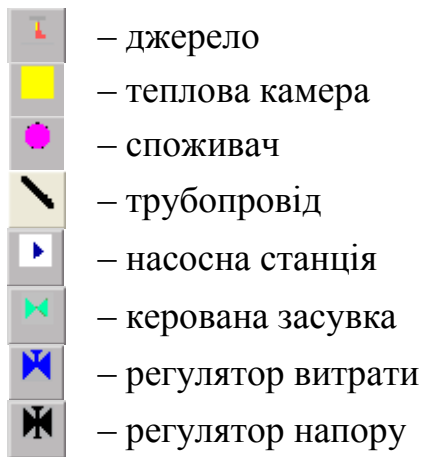 – джерело
– теплова камера
– споживач
– трубопровід
– насосна станція
– керована засувка
– регулятор витрати
– регулятор напору